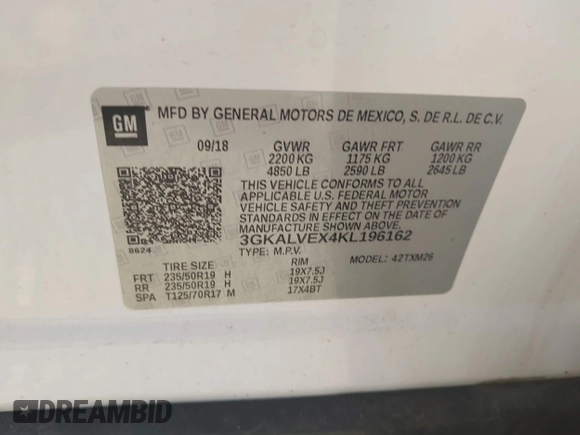 GM
MFD BY GENERAL MOTORS DE MEXICO, S. DE R.L. DE C.V.
09/18 GVWR GAWR FRT GAWR RR
2200 KG 1175 KG 1200 KG
4850 LB 2590 LB 2645 LB
THIS VEHICLE CONFORMS TO ALL
APPLICABLE U.S. FEDERAL MOTOR
VEHICLE SAFETY AND THEFT PREVENTION
STANDARDS IN EFFECT ON THE DATE OF
MANUFACTURE SHOWN ABOVE.
3GKALVEX4KL196162
8624
TYPE: M.P.V. MODEL: 42TXM26
TIRE SIZE RIM
FRT 235/50R19 H 19X7.5J
RR 235/50R19 H 19X7.5J
SPA T125/70R17 M 17X4BT
DREAMBID